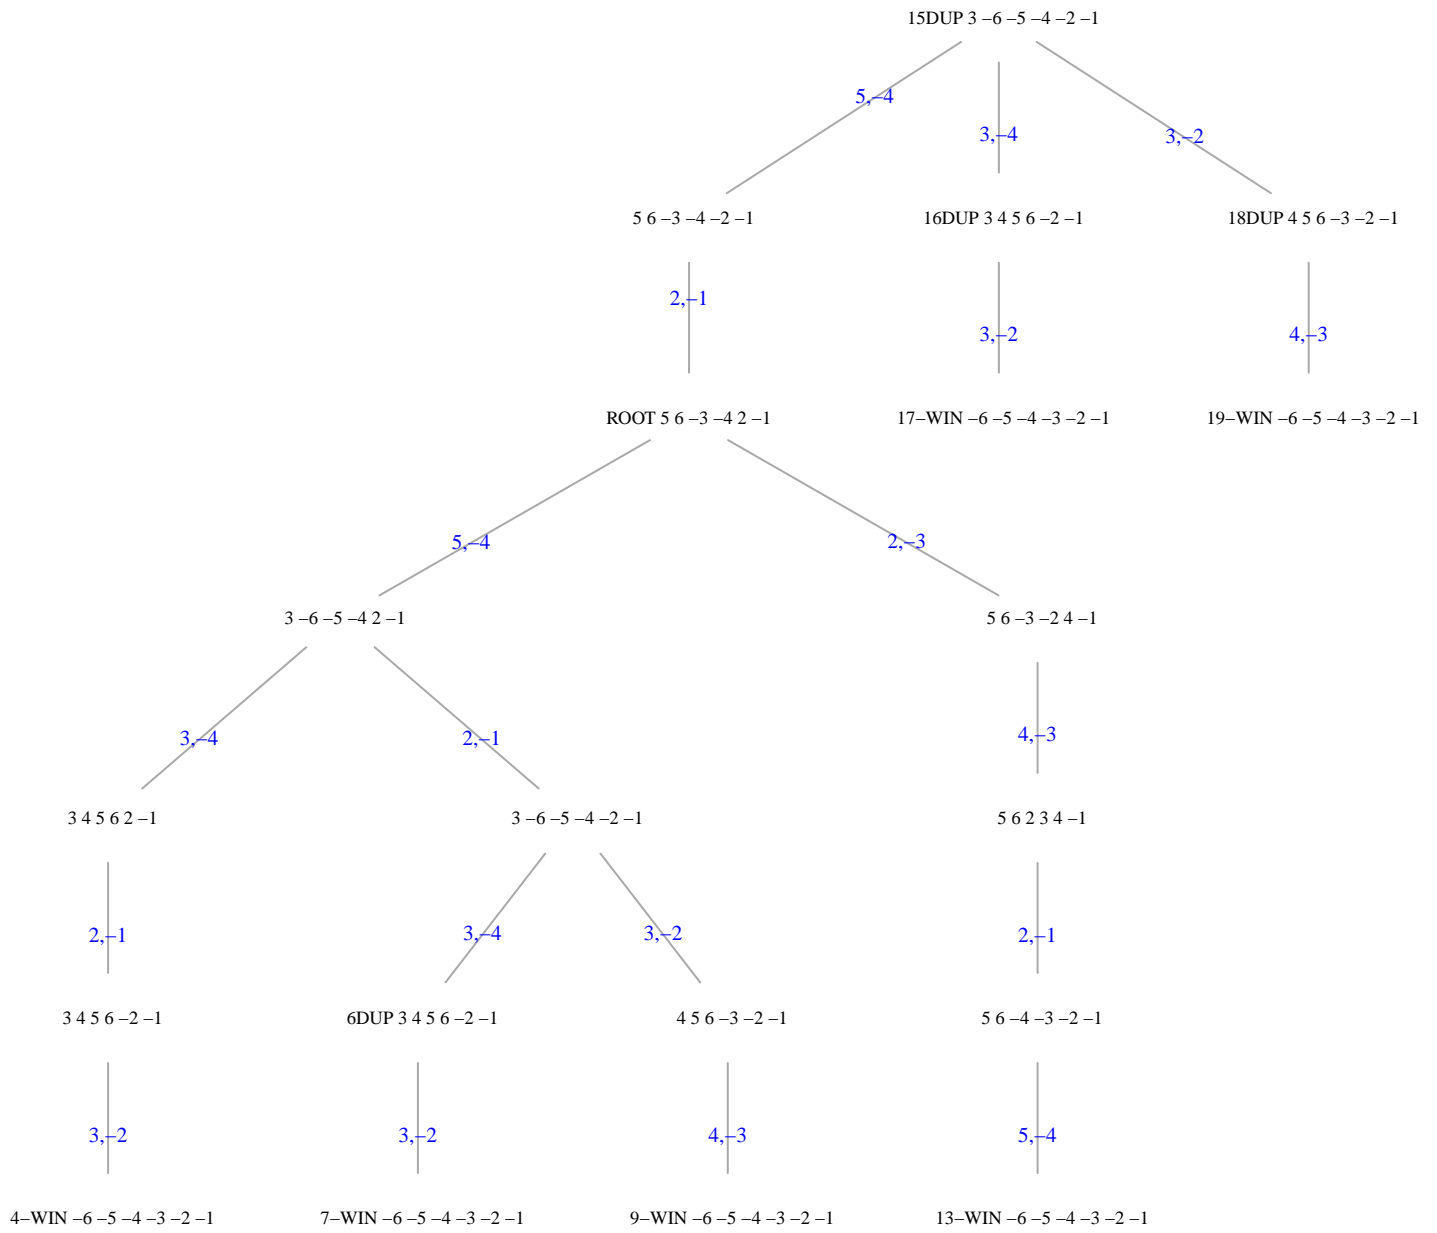 15DUP 3 –6 –5 –4 –2 –1
5,–4
3,–4
3,–2
5 6 –3 –4 –2 –1
16DUP 3 4 5 6 –2 –1
18DUP 4 5 6 –3 –2 –1
2,–1
3,–2
4,–3
ROOT 5 6 –3 –4 2 –1
17–WIN –6 –5 –4 –3 –2 –1
19–WIN –6 –5 –4 –3 –2 –1
5,–4
2,–3
3 –6 –5 –4 2 –1
5 6 –3 –2 4 –1
3,–4
2,–1
4,–3
3 4 5 6 2 –1
3 –6 –5 –4 –2 –1
5 6 2 3 4 –1
2,–1
3,–4
3,–2
2,–1
3 4 5 6 –2 –1
6DUP 3 4 5 6 –2 –1
4 5 6 –3 –2 –1
5 6 –4 –3 –2 –1
3,–2
3,–2
4,–3
5,–4
4–WIN –6 –5 –4 –3 –2 –1
7–WIN –6 –5 –4 –3 –2 –1
9–WIN –6 –5 –4 –3 –2 –1
13–WIN –6 –5 –4 –3 –2 –1